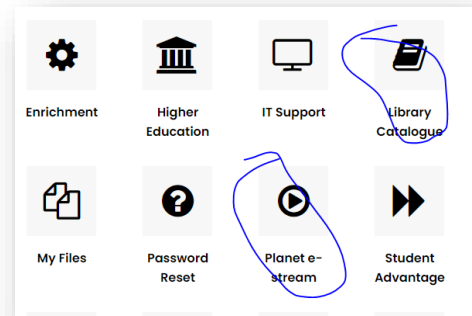 Enrichment
Higher
Education
IT Support
Library
Catalogue
My Files
Password
Reset
Planet e-
stream
Student
Advantage